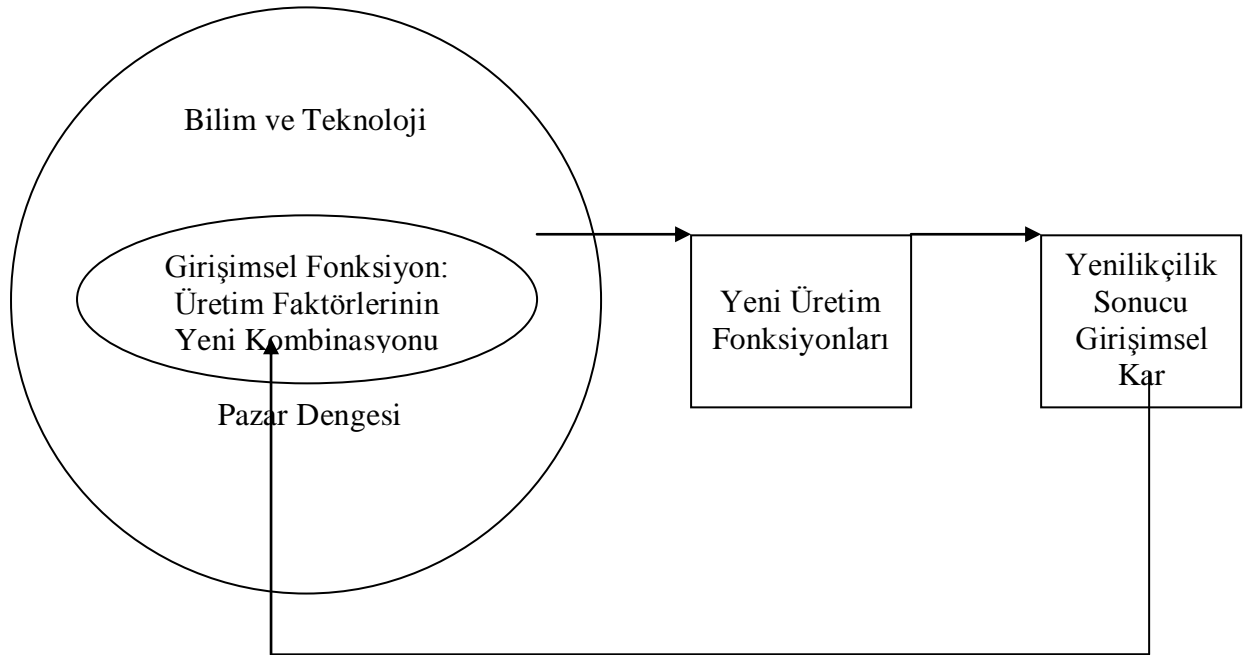 Bilim ve Teknoloji
Girişimsel Fonksiyon:
Üretim Faktörlerinin
Yeni Kombinasyonu
Pazar Dengesi
Yeni Üretim
Fonksiyonları
Yenilikçilik
Sonucu
Girişimsel
Kar